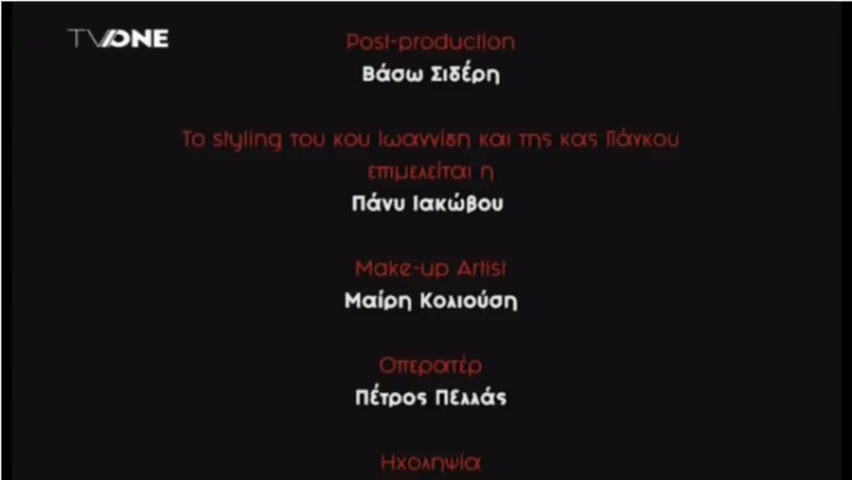 TVONE
Post-production
Βάσω Σιδέρη
Το styling του κου Ιωαννίδη και της κας Πάνκου
επιμελείται η
Πάνυ Ιακώβου
Make-up Artist
Μαίρη Κολιούση
Οπερατέρ
Πέτρος Πελλάς
Ηχοληψία